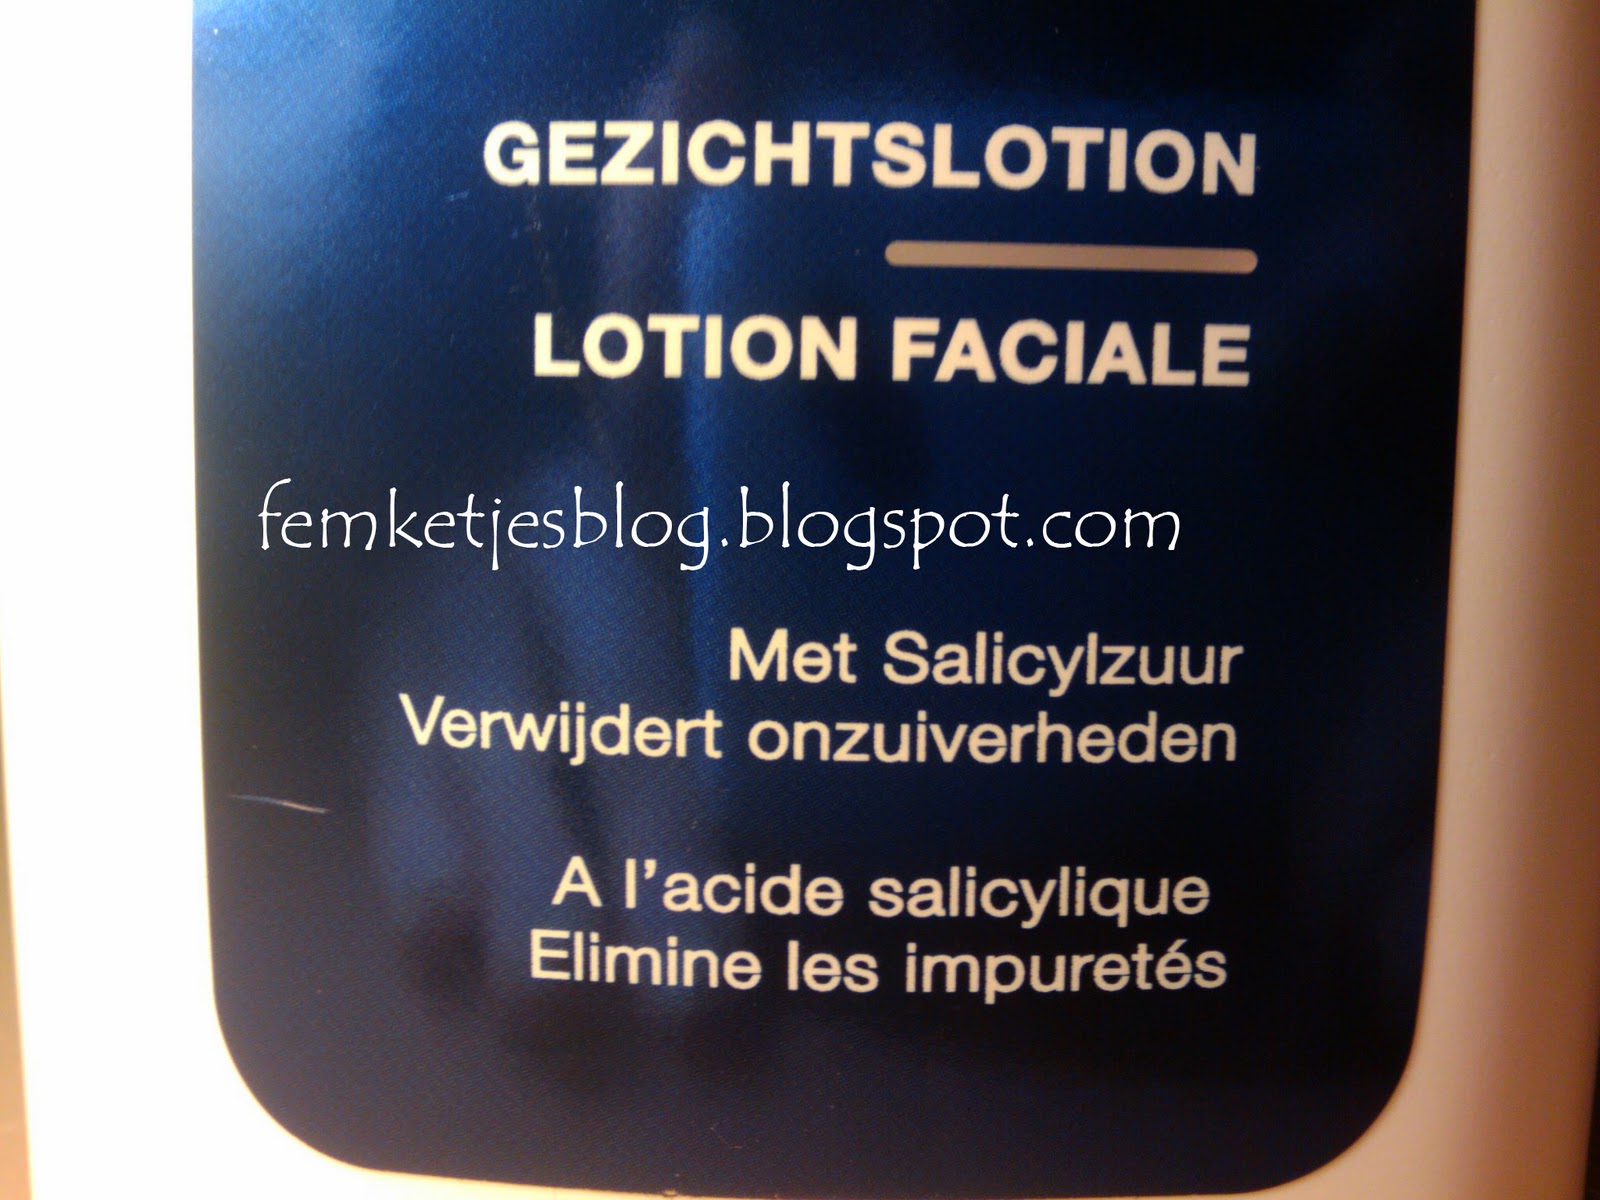 GEZICHTSLOTION
LOTION FACIALE
femketjesblog.blogspot.com
Met Salicylzuur
Verwijdert onzuiverheden
A l'acide salicylique
Elimine les impuretés